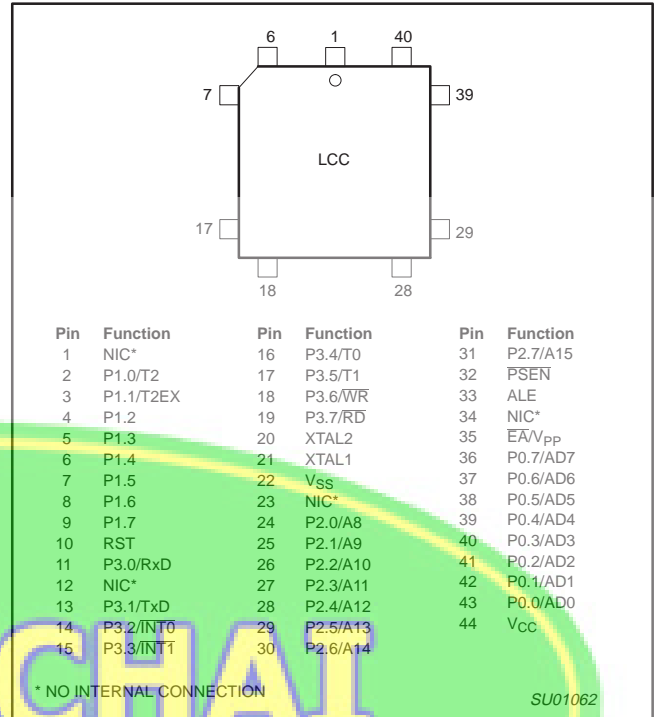 6 1 40
7 39
LCC
17 29
18 28
Pin Function Pin Function Pin Function
1 NIC* 16 P3.4/T0 31 P2.7/A15
2 P1.0/T2 17 P3.5/T1 32 PSEN
3 P1.1/T2EX 18 P3.6/WR 33 ALE
4 P1.2 19 P3.7/RD 34 NIC*
5 P1.3 20 XTAL2 35 EA/VPP
6 P1.4 21 XTAL1 36 P0.7/AD7
7 P1.5 22 VSS 37 P0.6/AD6
8 P1.6 23 NIC* 38 P0.5/AD5
9 P1.7 24 P2.0/A8 39 P0.4/AD4
10 RST 25 P2.1/A9 40 P0.3/AD3
11 P3.0/RxD 26 P2.2/A10 41 P0.2/AD2
12 NIC* 27 P2.3/A11 42 P0.1/AD1
13 P3.1/TxD 28 P2.4/A12 43 P0.0/AD0
14 P3.2/INT0 29 P2.5/A13 44 VCC
15 P3.3/INT1 30 P2.6/A14
CHAI
* NO INTERNAL CONNECTION
SU01062